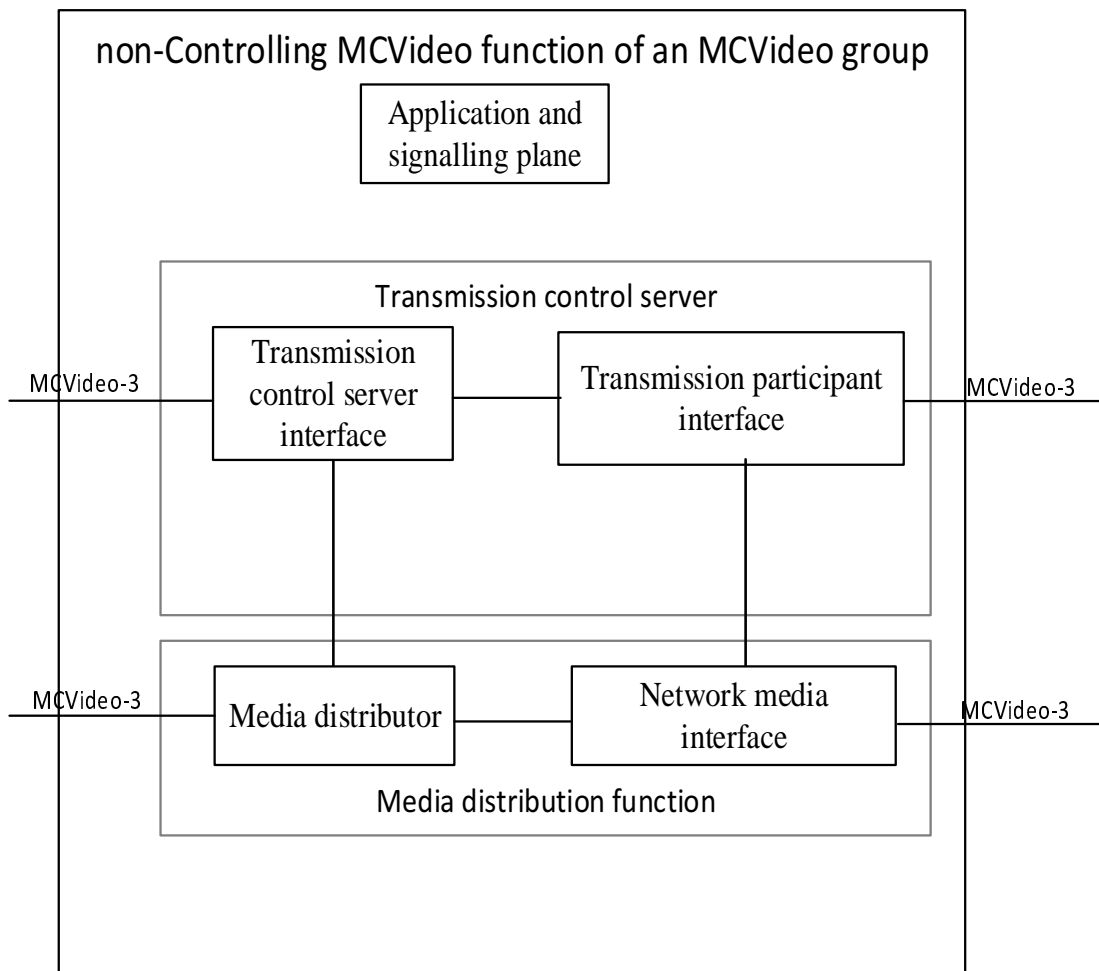 non-Controlling MCVideo function of an MCVideo group
Application and
signalling plane
Transmission control server
Transmission
control server
interface
Transmission participant
interface
MCVideo-3
MCVideo-3
Media distributor
Network media
interface
MCVideo-3
MCVideo-3
Media distribution function